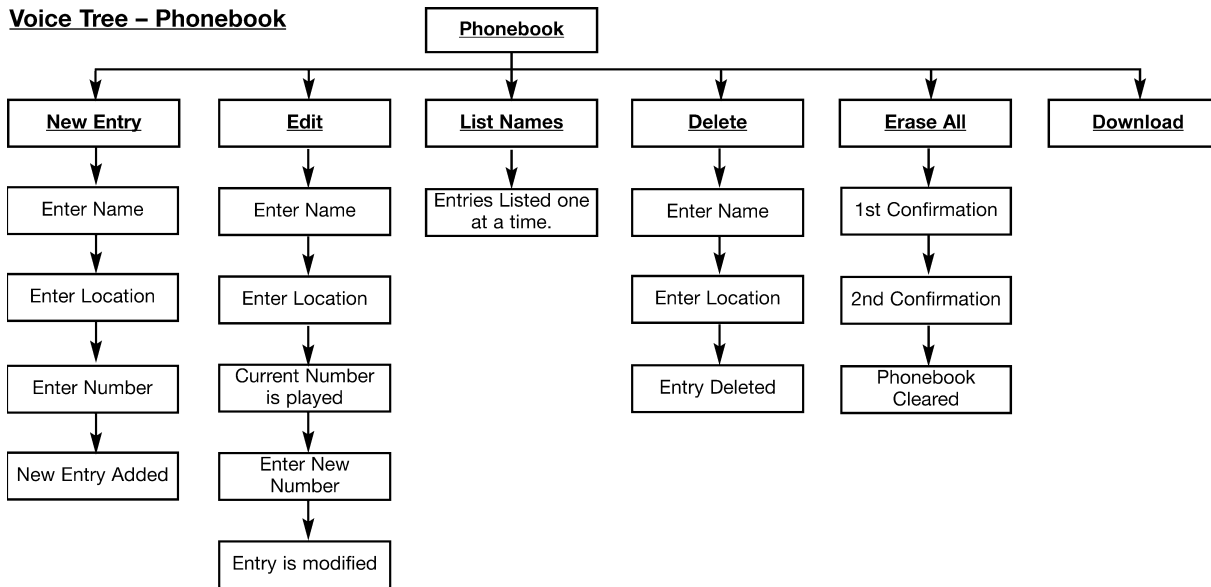 Voice Tree – Phonebook
Phonebook
New Entry
Edit
List Names
Delete
Erase All
Download
Enter Name
Enter Name
Entries Listed one
at a time.
Enter Name
1st Confirmation
Enter Location
Enter Location
Enter Location
2nd Confirmation
Enter Number
Current Number
is played
Entry Deleted
Phonebook
Cleared
New Entry Added
Enter New
Number
Entry is modified